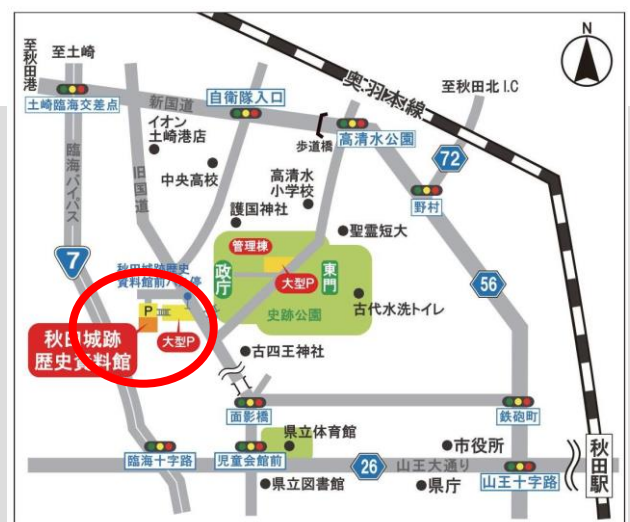 至秋田港
至土崎
N
奥羽本線
至秋田北I.C
土崎臨海交差点
新国道
自衛隊入口
イオン
土崎港店
歩道橋
高清水公園
72
臨海バイパス
旧国道
中央高校
高清水
小学校
野村
護国神社
聖霊短大
管理棟
7
秋田城跡歴史
資料館前バス停
政庁
大型P
東門
56
P
史跡公園
古代水洗トイレ
秋田城跡
歴史資料館
大型P
古四王神社
面影橋
鉄砲町
県立体育館
市役所
秋田駅
臨海十字路
児童会館前
26
山王大通り
県立図書館
県庁
山王十字路